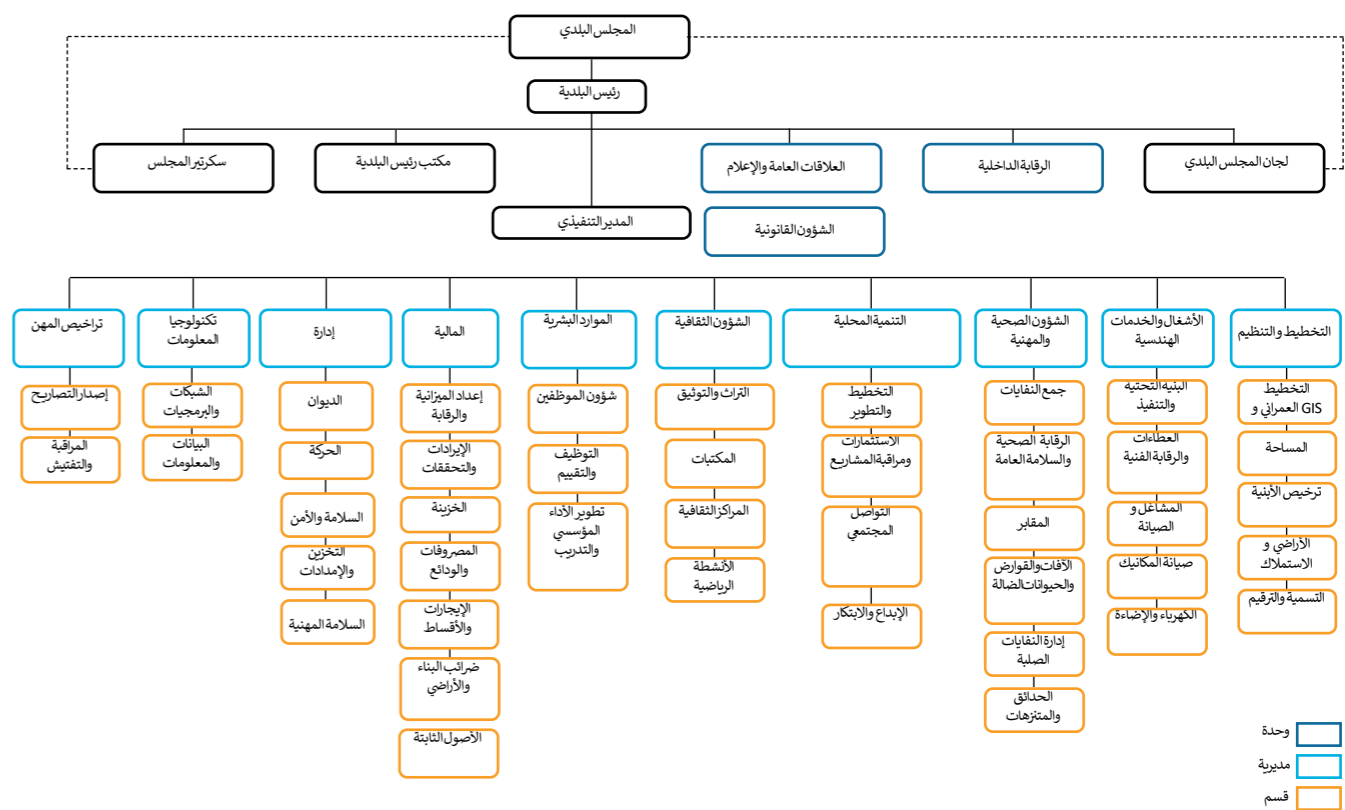 المجلس البلدي
رئيس البلدية
لجان المجلس البلدي
الرقابة الداخلية
العلاقات العامة والإعلام
مكتب رئيس البلدية
سكرتير المجلس
الشؤون القانونية
المدير التنفيذي
التخطيط والتنظيم
التخطيط
العمراني و GIS
المساحة
ترخيص الأبنية
الأراضي و
الاستملاك
التسمية والترقيم
الأشغال والخدمات
الهندسية
البنية التحتية
والتنفيذ
العطاءات
والرقابة الفنية
المشاغل و
الصيانة
صيانة المكانيك
الكهرباء والإضاءة
الشؤون الصحية
والمهنية
جمع النفايات
الرقابة الصحية
والسلامة العامة
المقابر
الآفات والقوارض
والحيوانات الضالة
إدارة النفايات
الصلبة
الحدائق
والمتنزهات
التنمية المحلية
التخطيط
والتطوير
الاستثمارات
ومراقبة المشاريع
التواصل
المجتمعي
الإبداع والابتكار
الشؤون الثقافية
التراث والتوثيق
المكتبات
المراكز الثقافية
الأنشطة
الرياضية
الموارد البشرية
شؤون الموظفين
التوظيف
والتقييم
تطوير الأداء
المؤسسي
والتدريب
المالية
إعداد الميزانية
والرقابة
الإيرادات
والتحققات
الخزينة
المصروفات
والودائع
الإيجارات
والأقساط
ضرائب البناء
والأراضي
الأصول الثابتة
إدارة
الديوان
الحركة
السلامة والأمن
التخزين
والإمدادات
السلامة المهنية
تكنولوجيا
المعلومات
الشبكات
والبرمجيات
البيانات
والمعلومات
تراخيص المهن
إصدار التصاريح
المراقبة
والتفتيش
وحدة
مديرية
قسم